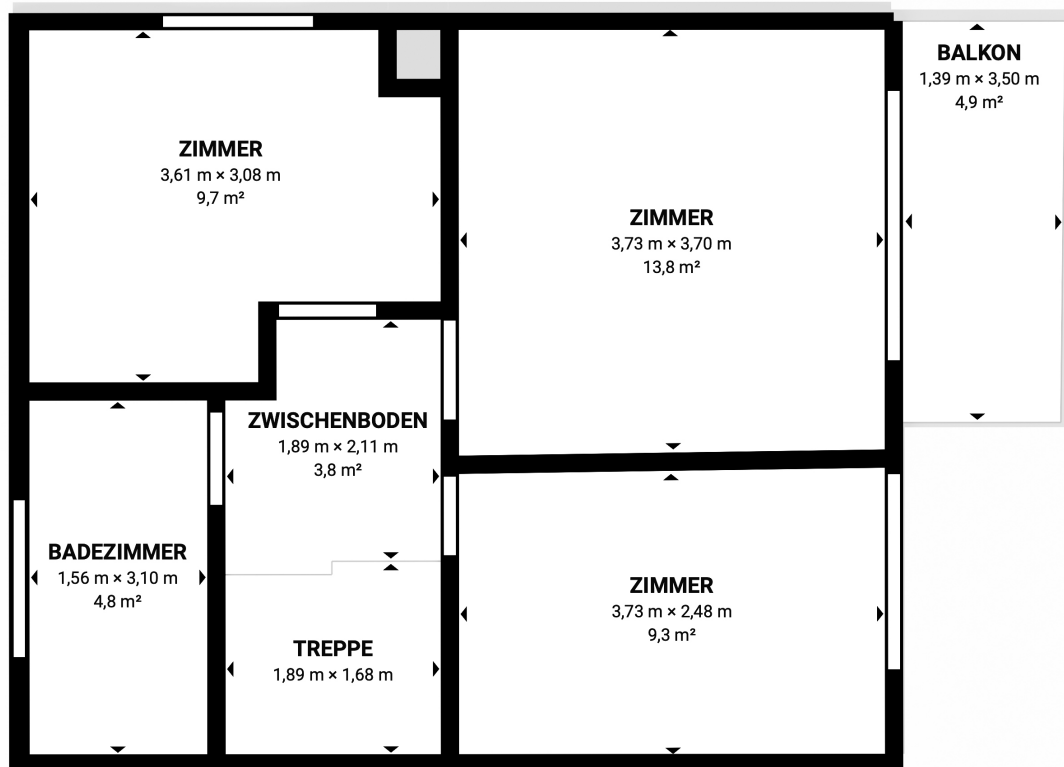 ZIMMER
3,61 m × 3,08 m
9,7 m²
ZIMMER
3,73 m × 3,70 m
13,8 m²
BALKON
1,39 m × 3,50 m
4,9 m²
ZWISCHENBODEN
1,89 m × 2,11 m
3,8 m²
BADEZIMMER
1,56 m × 3,10 m
4,8 m²
TREPPE
1,89 m × 1,68 m
ZIMMER
3,73 m × 2,48 m
9,3 m²